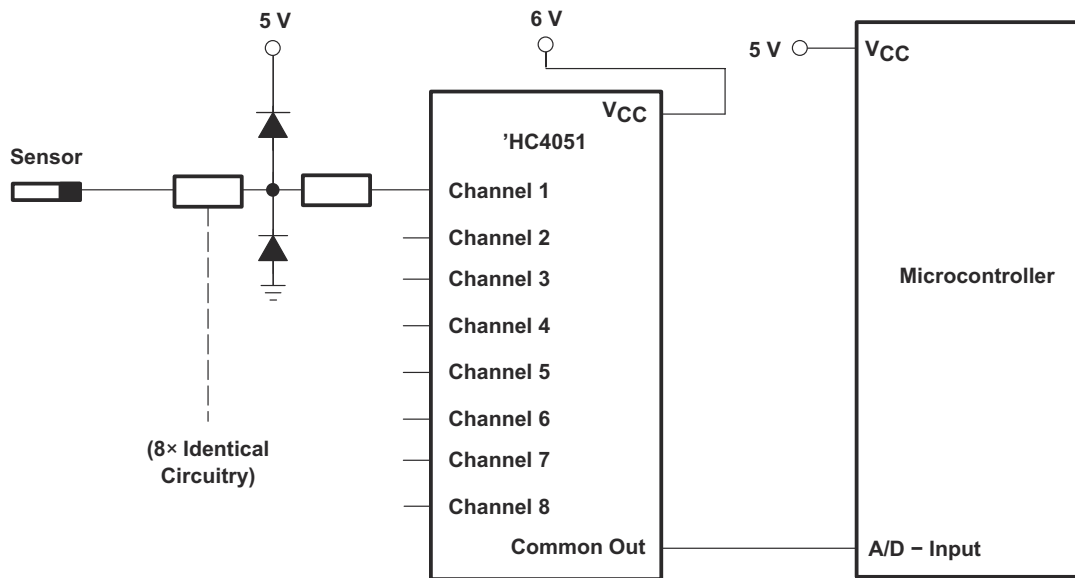 5 V
6 V
5 V
VCC
VCC
’HC4051
Sensor
Channel 1
Channel 2
Channel 3
Channel 4
Channel 5
Channel 6
Channel 7
Channel 8
Microcontroller
(8× Identical
Circuitry)
Common Out
A/D − Input